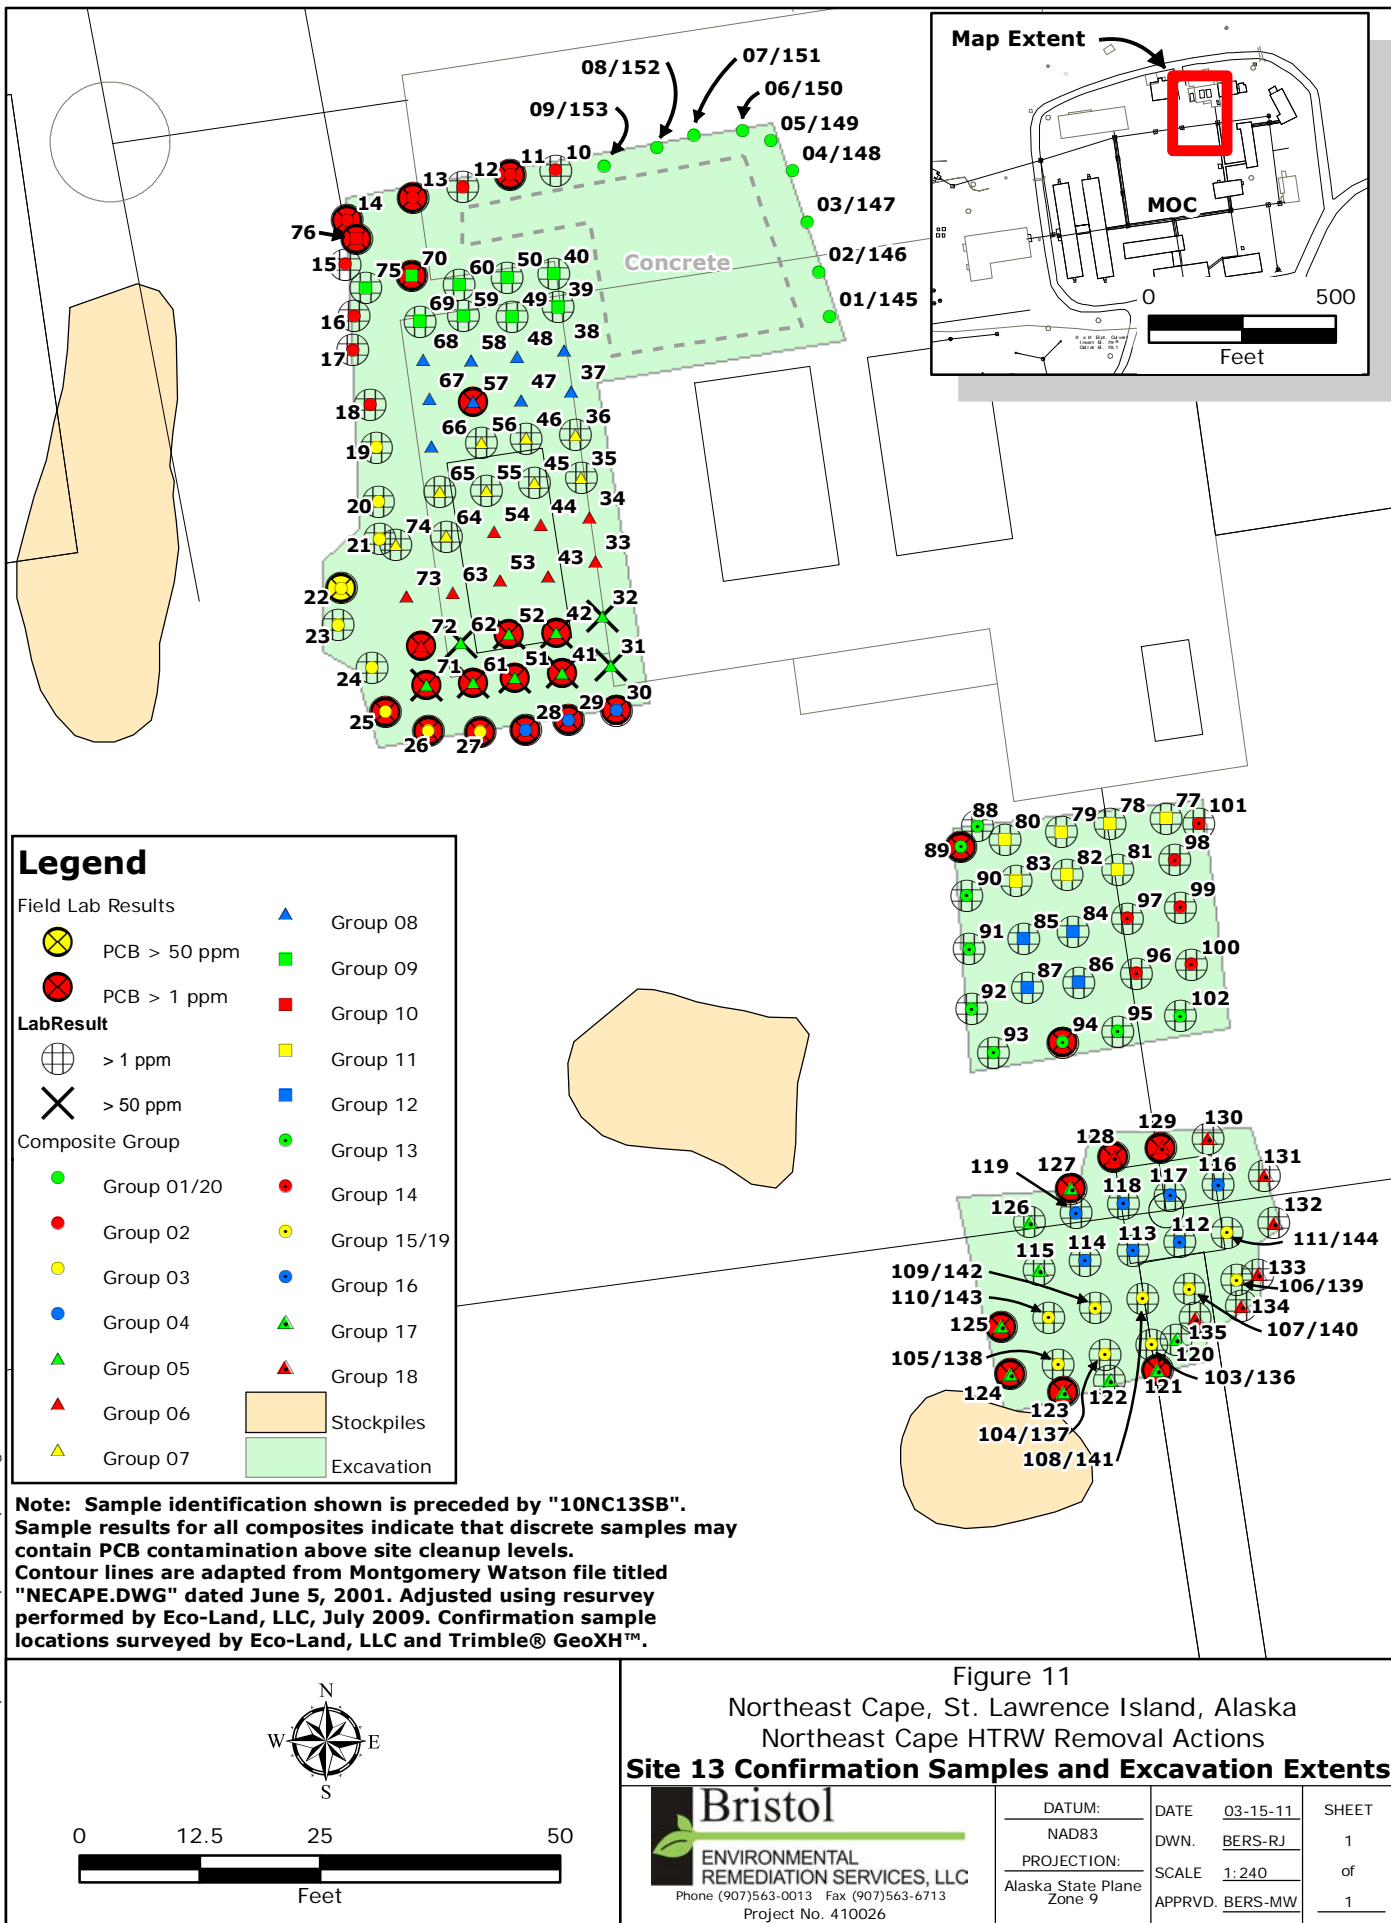 Map Extent
MOC
0 500
Feet
07/151
08/152
06/150
09/153
05/149
04/148
03/147
02/146
01/145
Concrete
10
11
12
13
14
76
15
75
70
60
50
40
16
69
59
49
39
17
68
58
48
38
18
67
57
47
37
19
66
56
46
36
20
65
55
45
35
21
74
64
54
44
34
22
73
63
53
43
33
23
72
62
52
42
32
24
71
61
51
41
31
25
26
27
28
29
30
88
80
79
78
77
101
89
83
82
81
98
90
97
99
91
85
84
96
100
92
87
86
102
93
94
95
130
129
128
131
127
119
118
117
116
132
126
113
112
111/144
115
114
109/142
133
106/139
110/143
134
107/140
125
135
105/138
120
103/136
124
123
122
121
104/137
108/141
Legend
Field Lab Results
PCB > 50 ppm
PCB > 1 ppm
LabResult
> 1 ppm
> 50 ppm
Composite Group
Group 01/20
Group 02
Group 03
Group 04
Group 05
Group 06
Group 07
Group 08
Group 09
Group 10
Group 11
Group 12
Group 13
Group 14
Group 15/19
Group 16
Group 17
Group 18
Stockpiles
Excavation
Note: Sample identification shown is preceded by "10NC13SB".
Sample results for all composites indicate that discrete samples may
contain PCB contamination above site cleanup levels.
Contour lines are adapted from Montgomery Watson file titled
"NECAPE.DWG" dated June 5, 2001. Adjusted using resurvey
performed by Eco-Land, LLC, July 2009. Confirmation sample
locations surveyed by Eco-Land, LLC and Trimble® GeoXH™.
N
W E
S
0 12.5 25 50
Feet
Figure 11
Northeast Cape, St. Lawrence Island, Alaska
Northeast Cape HTRW Removal Actions
Site 13 Confirmation Samples and Excavation Extents
Bristol
ENVIRONMENTAL
REMEDIATION SERVICES, LLC
Phone (907)563-0013 Fax (907)563-6713
Project No. 410026
DATUM:
NAD83
PROJECTION:
Alaska State Plane
Zone 9
DATE 03-15-11
DWN. BERS-RJ
SCALE 1:240
APPRVD. BERS-MW
SHEET
1
of
1